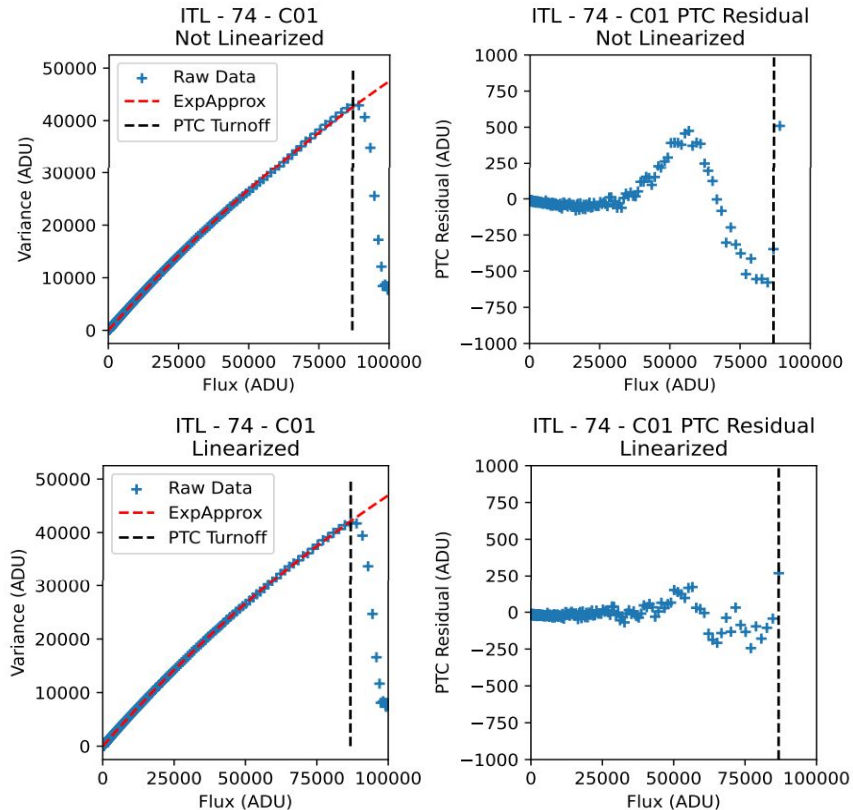 ITL - 74 - C01
Not Linearized
50000
40000
30000
20000
10000
0
Variance (ADU)
Raw Data
ExpApprox
PTC Turnoff
0
25000
50000
75000
100000
Flux (ADU)
ITL - 74 - C01 PTC Residual
Not Linearized
1000
750
500
250
0
−250
−500
−750
−1000
PTC Residual (ADU)
0
25000
50000
75000
100000
Flux (ADU)
ITL - 74 - C01
Linearized
50000
40000
30000
20000
10000
0
Variance (ADU)
Raw Data
ExpApprox
PTC Turnoff
0
25000
50000
75000
100000
Flux (ADU)
ITL - 74 - C01 PTC Residual
Linearized
1000
750
500
250
0
−250
−500
−750
−1000
PTC Residual (ADU)
0
25000
50000
75000
100000
Flux (ADU)